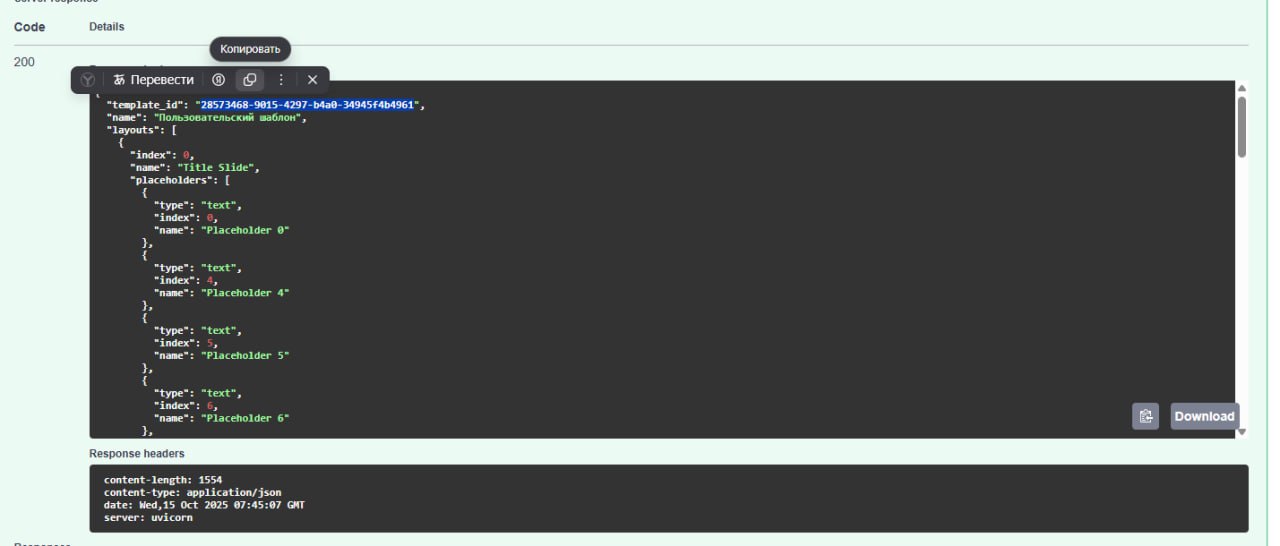 Server response
Code Details
Копировать
200
Перевести
"template_id": "28573468-9015-4297-b4a0-34945f4b4961",
"name": "Пользовательский шаблон",
"layouts": [
{
"index": 0,
"name": "Title Slide",
"placeholders": [
{
"type": "text",
"index": 0,
"name": "Placeholder 0"
},
{
"type": "text",
"index": 4,
"name": "Placeholder 4"
},
{
"type": "text",
"index": 5,
"name": "Placeholder 5"
},
{
"type": "text",
"index": 6,
"name": "Placeholder 6"
},
Download
Response headers
content-length: 1554
content-type: application/json
date: Wed,15 Oct 2025 07:45:07 GMT
server: uvicorn
Responses